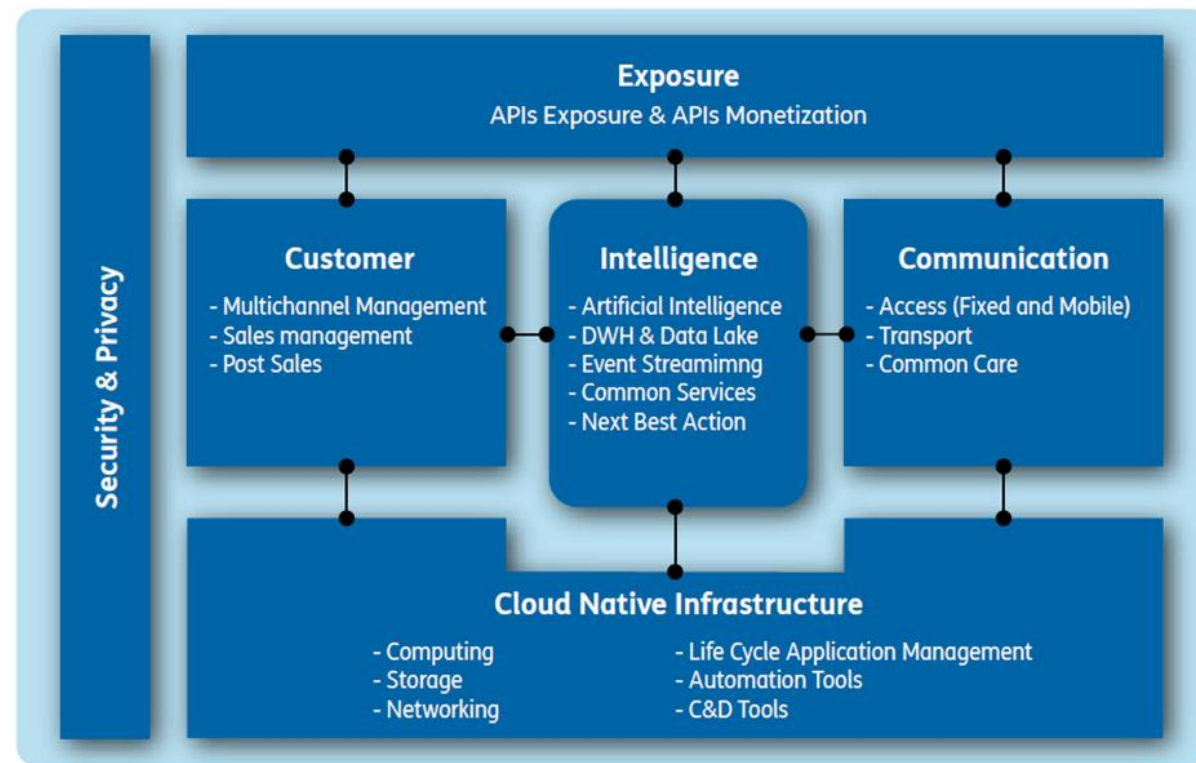 Security & Privacy
Exposure
APIs Exposure & APIs Monetization
Customer
- Multichannel Management
- Sales management
- Post Sales
Intelligence
- Artificial Intelligence
- DWH & Data Lake
- Event Streamimng
- Common Services
- Next Best Action
Communication
- Access (Fixed and Mobile)
- Transport
- Common Care
Cloud Native Infrastructure
- Computing
- Storage
- Networking
- Life Cycle Application Management
- Automation Tools
- C&D Tools